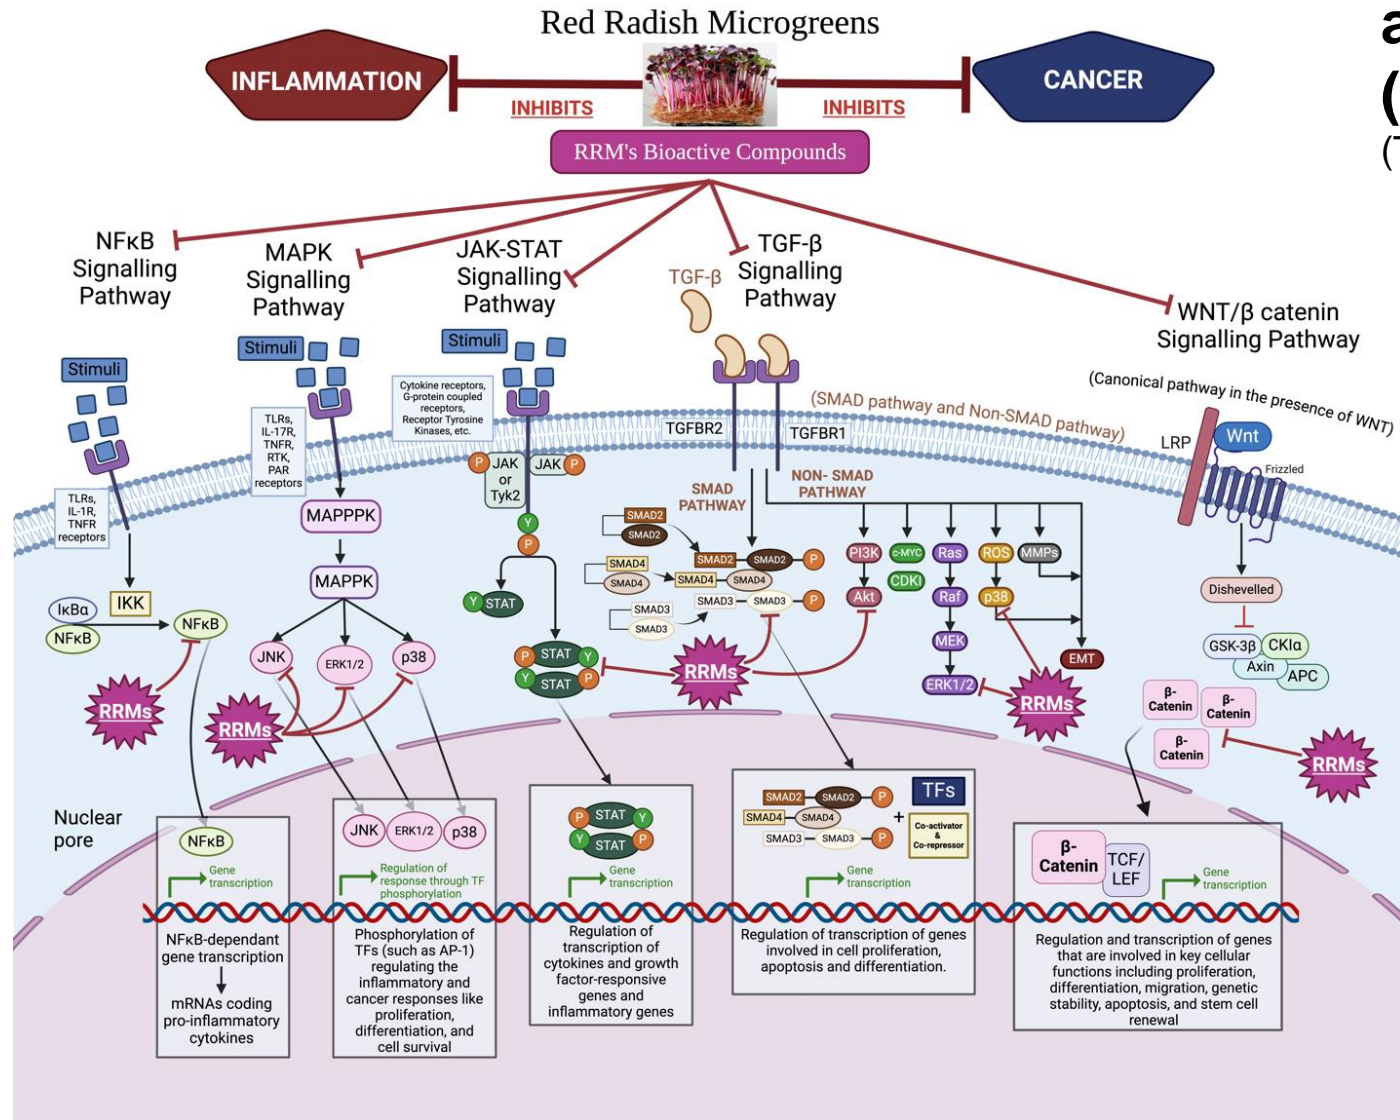 Red Radish Microgreens
INFLAMMATION
INHIBITS
INHIBITS
CANCER
RRM's Bioactive Compounds
a
(
(T
NFκB
Signalling
Pathway
MAPK
Signalling
Pathway
JAK-STAT
Signalling
Pathway
TGF-β
Signalling
Pathway
WNT/β catenin
Signalling Pathway
TGF-β
(Canonical pathway in the presence of WNT)
(SMAD pathway and Non-SMAD pathway)
Stimuli
TLRs,
IL-1R,
TNFR
receptors
IKK
IκBα
NFκB
NFκB
RRMs
Stimuli
TLRs,
IL-17R,
TNFR,
RTK,
PAR
receptors
MAPPPK
MAPPK
JNK
ERK1/2
p38
RRMs
Stimuli
Cytokine receptors,
G-protein coupled
receptors,
Receptor Tyrosine
Kinases, etc.
P
JAK
or
Tyk2
JAK
P
Y
P
Y
STAT
P
STAT
Y
Y
STAT
P
RRMs
TGFBR2
TGFBR1
SMAD
PATHWAY
NON- SMAD
PATHWAY
SMAD2
SMAD2
SMAD4
SMAD4
SMAD3
SMAD3
SMAD2
SMAD2
P
SMAD4
SMAD4
SMAD3
SMAD3
P
PI3K
Akt
c-MYC
CDKI
Ras
Raf
MEK
ERK1/2
ROS
p38
MMPs
EMT
RRMs
LRP
Wnt
Frizzled
Dishevelled
GSK-3β
CKIα
Axin
APC
β-
Catenin
β-
Catenin
β-
Catenin
RRMs
Nuclear
pore
NFκB
Gene
transcription
NFκB-dependant
gene transcription
mRNAs coding
pro-inflammatory
cytokines
JNK
ERK1/2
p38
Regulation of
response through TF
phosphorylation
Phosphorylation of
TFs (such as AP-1)
regulating the
inflammatory and
cancer responses like
proliferation,
differentiation, and
cell survival
P
STAT
Y
Y
STAT
P
Gene
transcription
Regulation of
transcription of
cytokines and growth
factor-responsive
genes and
inflammatory genes
SMAD2
SMAD2
P
SMAD4
SMAD4
SMAD3
SMAD3
P
+
TFs
Co-activator
&
Co-repressor
Gene
transcription
Regulation of transcription of genes
involved in cell proliferation,
apoptosis and differentiation.
β-
Catenin
TCF/
LEF
Gene
transcription
Regulation and transcription of genes
that are involved in key cellular
functions including proliferation,
differentiation, migration, genetic
stability, apoptosis, and stem cell
renewal